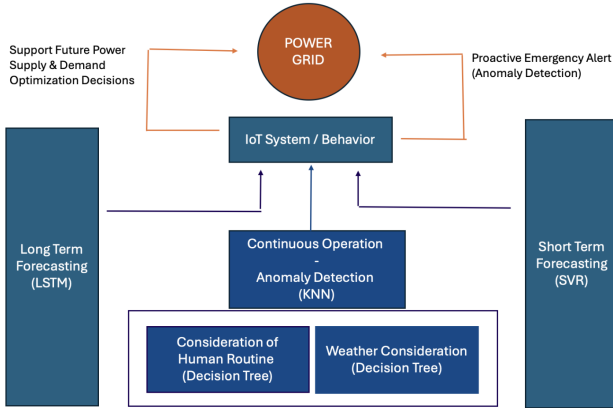 Support Future Power
Supply & Demand
Optimization Decisions
POWER
GRID
Proactive Emergency Alert
(Anomaly Detection)
IoT System / Behavior
Long Term
Forecasting
(LSTM)
Continuous Operation
-
Anomaly Detection
(KNN)
Short Term
Forecasting
(SVR)
Consideration of
Human Routine
(Decision Tree)
Weather Consideration
(Decision Tree)